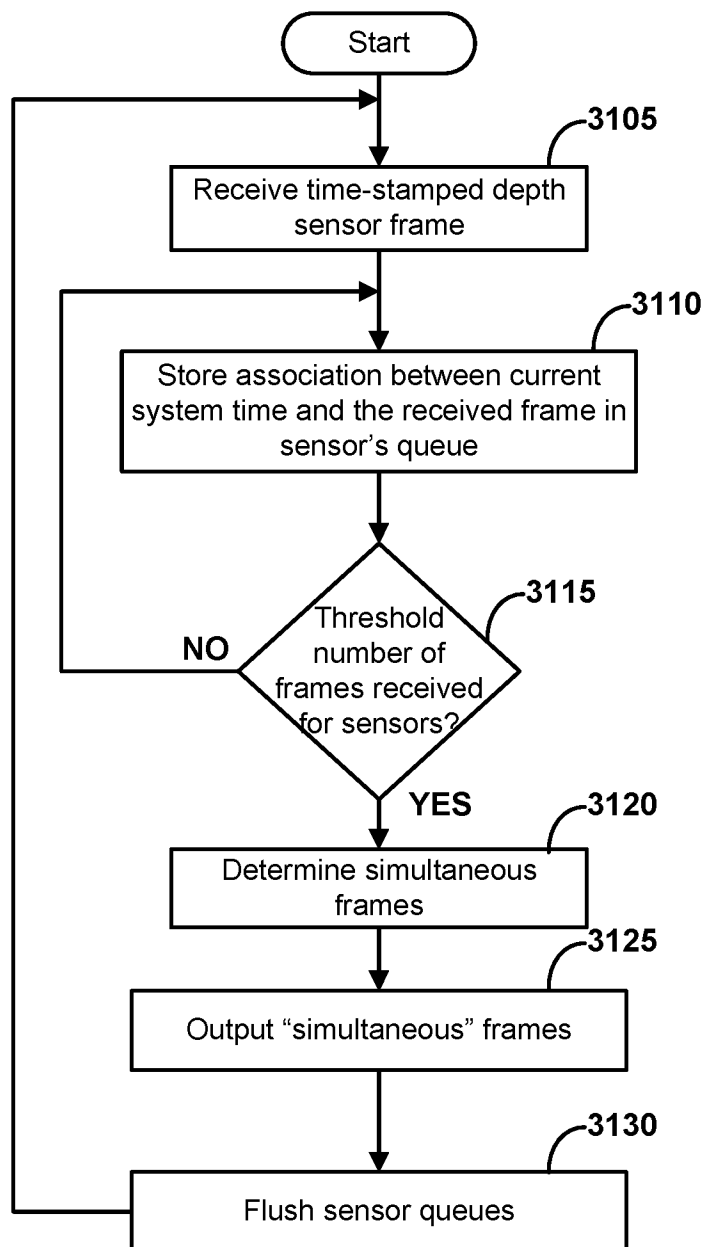 Start
3105
Receive time-stamped depth
sensor frame
3110
Store association between current
system time and the received frame in
sensor's queue
3115
Threshold
number of
frames received
for sensors?
NO
YES
3120
Determine simultaneous
frames
3125
Output “simultaneous” frames
3130
Flush sensor queues